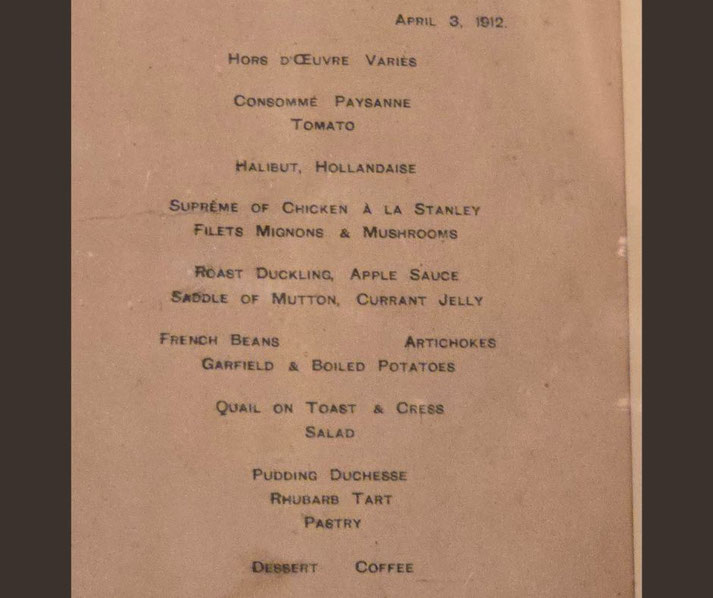 April 3, 1912.
Hors d'Œuvre Variés
Consommé Paysanne
Tomato
Halibut, Hollandaise
Suprême of Chicken à la Stanley
Filets Mignons & Mushrooms
Roast Duckling, Apple Sauce
Saddle of Mutton, Currant Jelly
French Beans Artichokes
Garfield & Boiled Potatoes
Quail on Toast & Cress
Salad
Pudding Duchesse
Rhubarb Tart
Pastry
Dessert Coffee